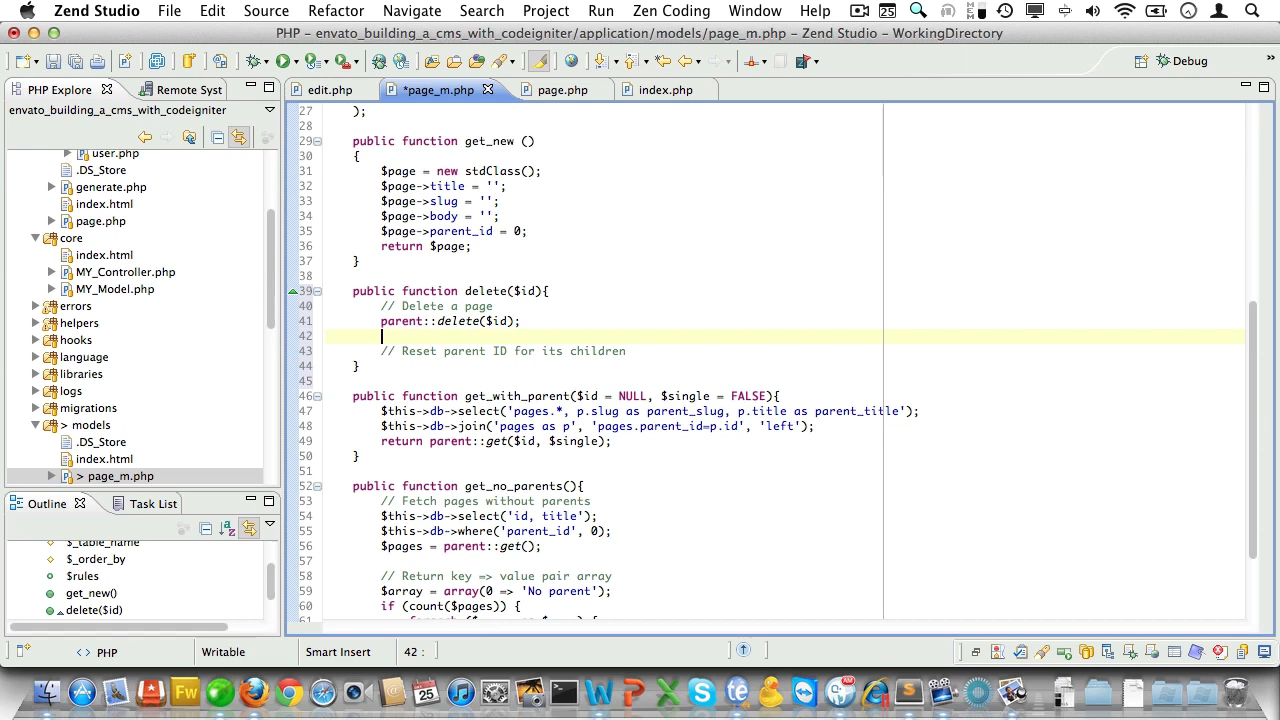 Zend Studio File Edit Source Refactor Navigate Search Project Run Zen Coding Window Help
PHP - envato_building_a_cms_with_codeigniter/application/models/page_m.php - Zend Studio - WorkingDirectory
Debug
PHP Explore
Remote Syst
envato_building_a_cms_with_codeigniter
user.php
.DS_Store
generate.php
index.html
page.php
core
index.html
MY_Controller.php
MY_Model.php
errors
helpers
hooks
language
libraries
logs
migrations
> models
.DS_Store
index.html
> page_m.php
Outline
Task List
$_table_name
$_order_by
$rules
get_new()
delete($id)
edit.php
*page_m.php
page.php
index.php
27 );
28
29 public function get_new ()
30 {
31 $page = new stdClass();
32 $page->title = '';
33 $page->slug = '';
34 $page->body = '';
35 $page->parent_id = 0;
36 return $page;
37 }
38
39 public function delete($id){
40 // Delete a page
41 parent::delete($id);
42
43 // Reset parent ID for its children
44 }
45
46 public function get_with_parent($id = NULL, $single = FALSE){
47 $this->db->select('pages.*, p.slug as parent_slug, p.title as parent_title');
48 $this->db->join('pages as p', 'pages.parent_id=p.id', 'left');
49 return parent::get($id, $single);
50 }
51
52 public function get_no_parents(){
53 // Fetch pages without parents
54 $this->db->select('id, title');
55 $this->db->where('parent_id', 0);
56 $pages = parent::get();
57
58 // Return key => value pair array
59 $array = array(0 => 'No parent');
60 if (count($pages)) {
61
PHP
Writable
Smart Insert
42 :